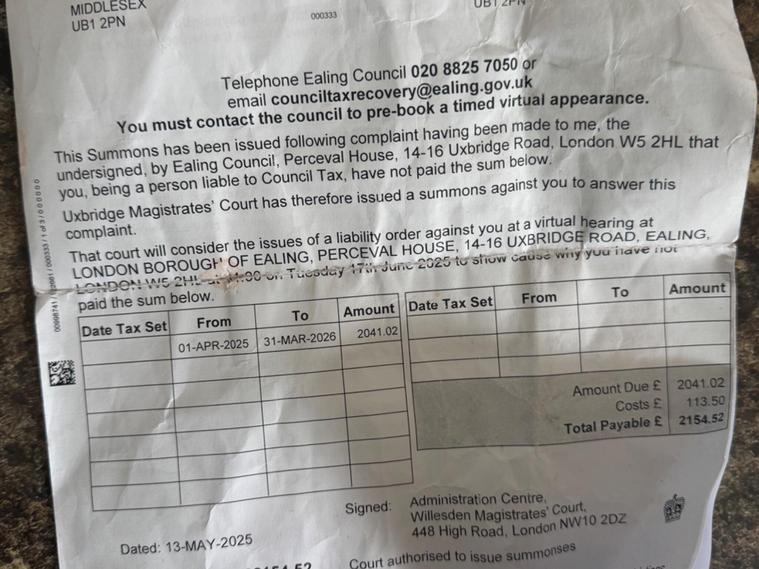 MIDDLESEX
UB1 2PN
000333
UB1 2PN
Telephone Ealing Council 020 8825 7050 or
email counciltaxrecovery@ealing.gov.uk
You must contact the council to pre-book a timed virtual appearance.
This Summons has been issued following complaint having been made to me, the
undersigned, by Ealing Council, Perceval House, 14-16 Uxbridge Road, London W5 2HL that
you, being a person liable to Council Tax, have not paid the sum below.
Uxbridge Magistrates' Court has therefore issued a summons against you to answer this
complaint.
That court will consider the issues of a liability order against you at a virtual hearing at
LONDON BOROUGH OF EALING, PERCEVAL HOUSE, 14-16 UXBRIDGE ROAD, EALING,
LONDON W5 2HL at on Tuesday 17th June 2025 to show cause why you have not
paid the sum below.
Date Tax Set From To Amount
01-APR-2025 31-MAR-2026 2041.02
Date Tax Set From To Amount
Amount Due £ 2041.02
Costs £ 113.50
Total Payable £ 2154.52
Signed: Administration Centre,
Willesden Magistrates' Court,
448 High Road, London NW10 2DZ
Dated: 13-MAY-2025
Court authorised to issue summonses